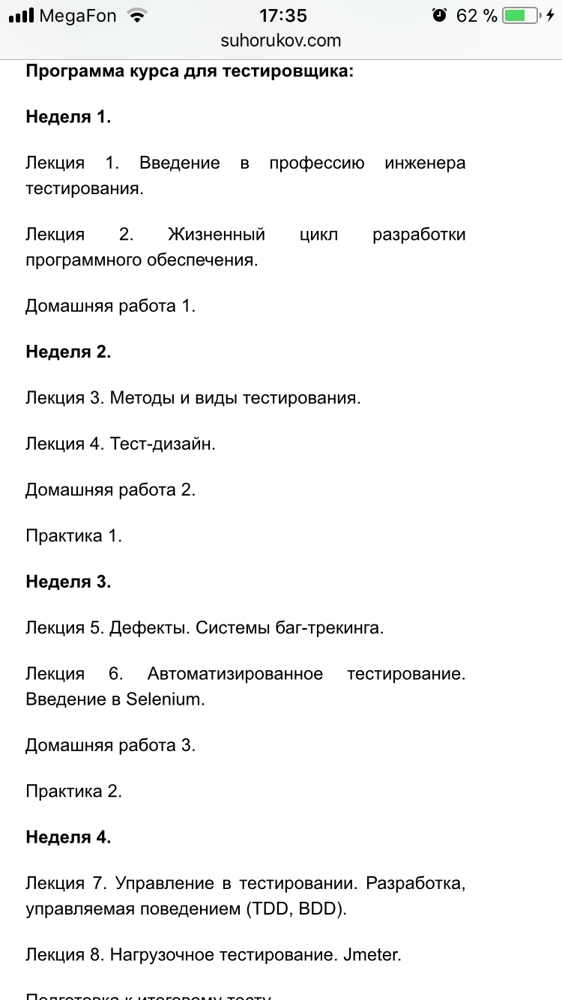 MegaFon 17:35 62 %
suhorukov.com
Программа курса для тестировщика:
Неделя 1.
Лекция 1. Введение в профессию инженера
тестирования.
Лекция 2. Жизненный цикл разработки
программного обеспечения.
Домашняя работа 1.
Неделя 2.
Лекция 3. Методы и виды тестирования.
Лекция 4. Тест-дизайн.
Домашняя работа 2.
Практика 1.
Неделя 3.
Лекция 5. Дефекты. Системы баг-трекинга.
Лекция 6. Автоматизированное тестирование.
Введение в Selenium.
Домашняя работа 3.
Практика 2.
Неделя 4.
Лекция 7. Управление в тестировании. Разработка,
управляемая поведением (TDD, BDD).
Лекция 8. Нагрузочное тестирование. Jmeter.
Подготовка к итоговому тесту